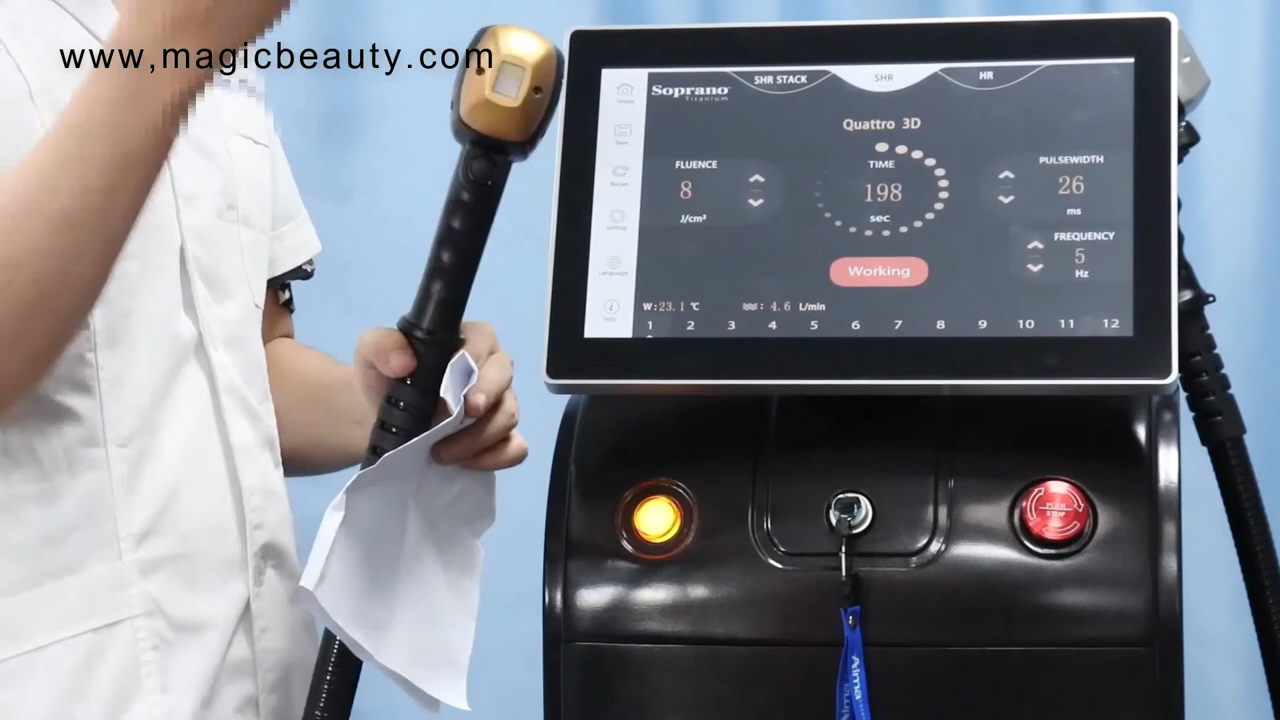 www,magicbeauty.com
SHR STACK
SHR
HR
Soprano
Titanium
Home
Save
Recall
Setting
Language
Info
Quattro 3D
FLUENCE
8
J/cm²
TIME
198
sec
PULSEWIDTH
26
ms
FREQUENCY
5
Hz
Working
W:23.1 ℃
: 4.6 L/min
1 2 3 4 5 6 7 8 9 10 11 12
PUSH
STOP
Alma